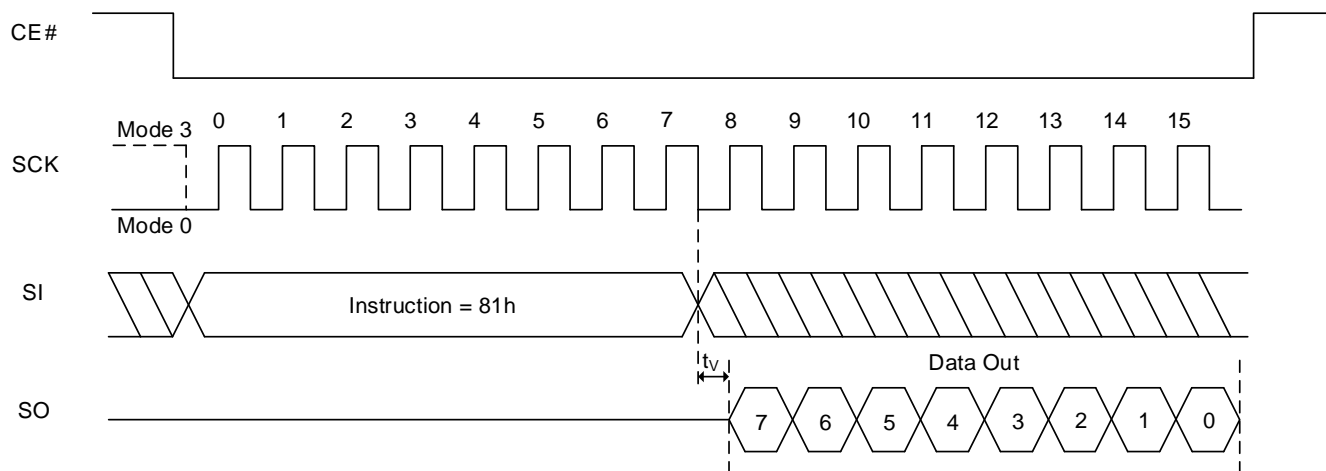 CE#
Mode 3
0 1 2 3 4 5 6 7 8 9 10 11 12 13 14 15
SCK
Mode 0
SI
Instruction = 81h
tV
Data Out
SO
7 6 5 4 3 2 1 0